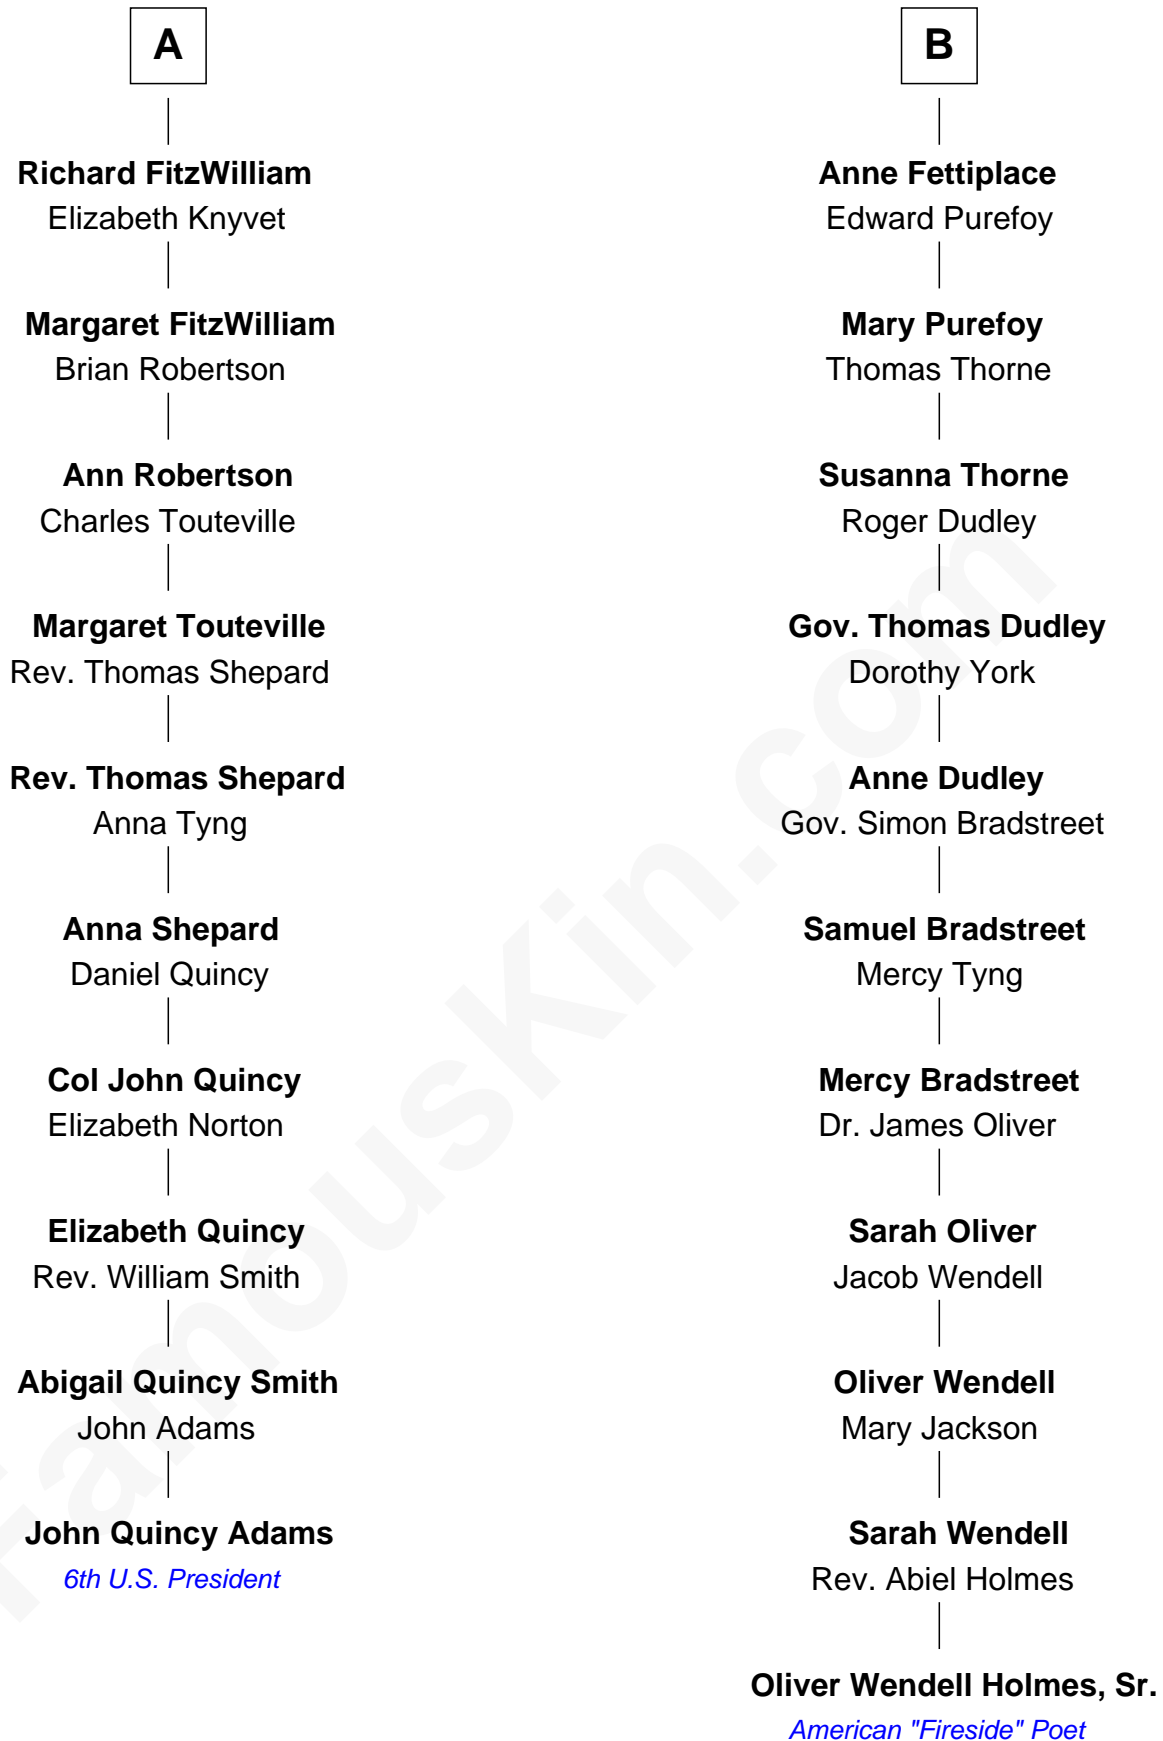 A
Richard FitzWilliam
Elizabeth Knyvet
Margaret FitzWilliam
Brian Robertson
Ann Robertson
Charles Touteville
Margaret Touteville
Rev. Thomas Shepard
Rev. Thomas Shepard
Anna Tyng
Anna Shepard
Daniel Quincy
Col John Quincy
Elizabeth Norton
Elizabeth Quincy
Rev. William Smith
Abigail Quincy Smith
John Adams
John Quincy Adams
6th U.S. President
B
Anne Fettiplace
Edward Purefoy
Mary Purefoy
Thomas Thorne
Susanna Thorne
Roger Dudley
Gov. Thomas Dudley
Dorothy York
Anne Dudley
Gov. Simon Bradstreet
Samuel Bradstreet
Mercy Tyng
Mercy Bradstreet
Dr. James Oliver
Sarah Oliver
Jacob Wendell
Oliver Wendell
Mary Jackson
Sarah Wendell
Rev. Abiel Holmes
Oliver Wendell Holmes, Sr.
American "Fireside" Poet
FamousKin.com